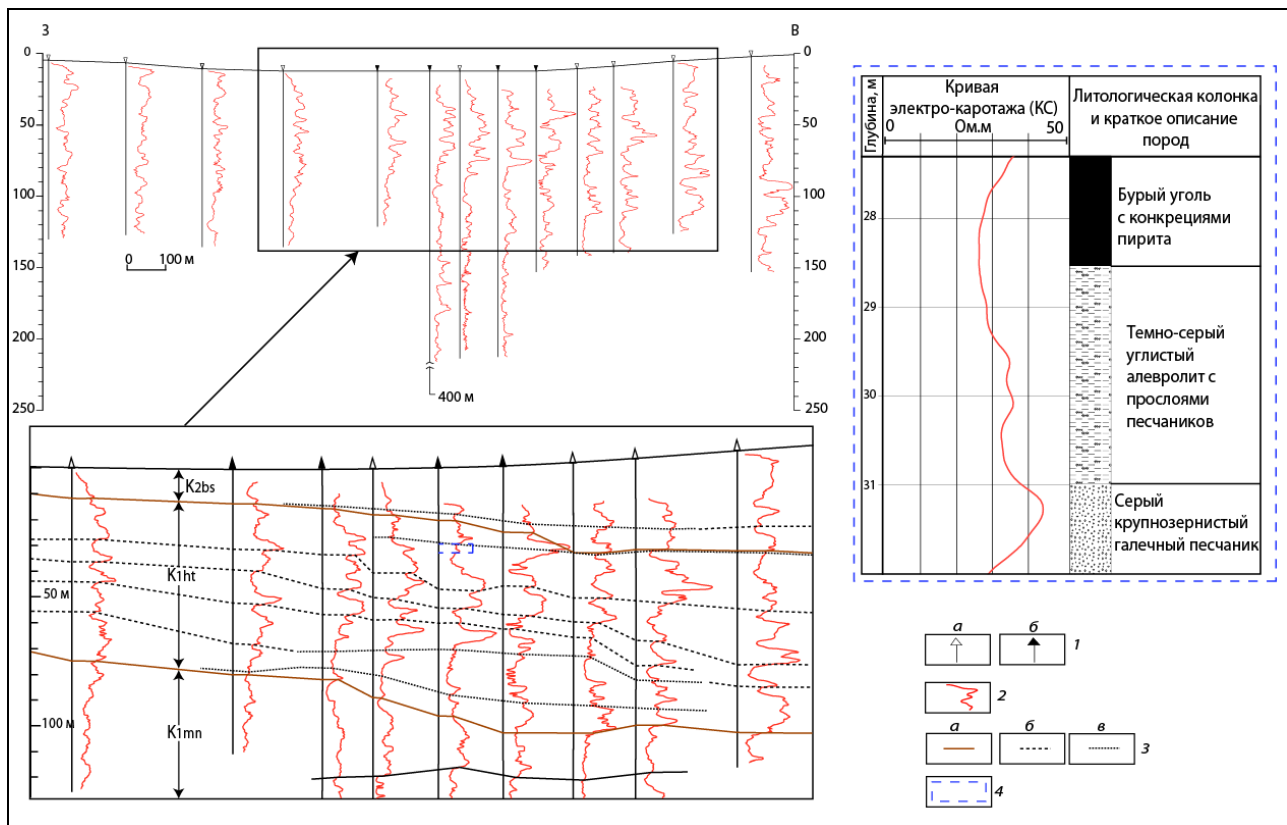 З
В
0
50
100
150
200
250
0
50
100
150
200
250
0 100 м
400 м
K2bs
K1ht
K1mn
50 м
100 м
Глубина, м
Кривая
электро-каротажа (КС)
0 Ом.м 50
Литологическая колонка
и краткое описание
пород
28
29
30
31
Бурый уголь
с конкрециями
пирита
Темно-серый
углистый
алевролит с
прослоями
песчаников
Серый
крупнозернистый
галечный песчаник
а б 1
2
а б в 3
4